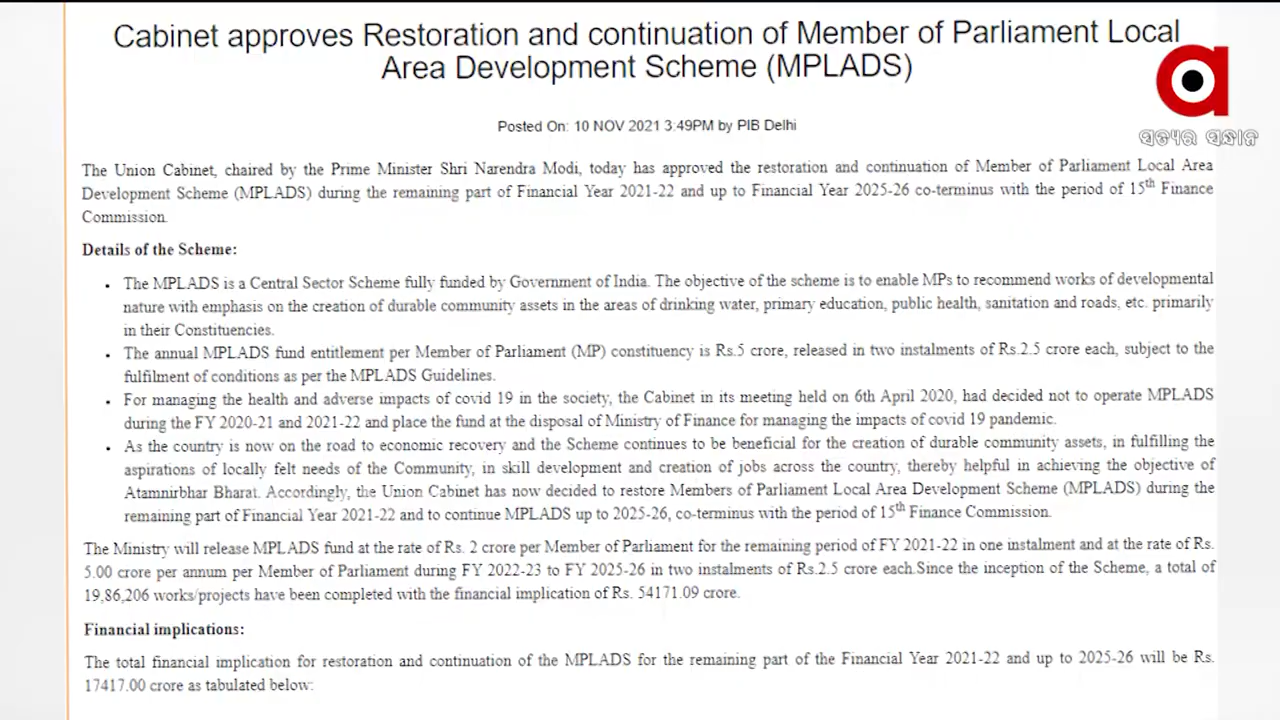 Cabinet approves Restoration and continuation of Member of Parliament Local
Area Development Scheme (MPLADS)
ସତ୍ୟର ସନ୍ଧାନ
Posted On: 10 NOV 2021 3:49PM by PIB Delhi
The Union Cabinet, chaired by the Prime Minister Shri Narendra Modi, today has approved the restoration and continuation of Member of Parliament Local Area
Development Scheme (MPLADS) during the remaining part of Financial Year 2021-22 and up to Financial Year 2025-26 co-terminus with the period of 15th Finance
Commission.
Details of the Scheme:
• The MPLADS is a Central Sector Scheme fully funded by Government of India. The objective of the scheme is to enable MPs to recommend works of developmental
nature with emphasis on the creation of durable community assets in the areas of drinking water, primary education, public health, sanitation and roads, etc. primarily
in their Constituencies.
• The annual MPLADS fund entitlement per Member of Parliament (MP) constituency is Rs.5 crore, released in two instalments of Rs.2.5 crore each, subject to the
fulfilment of conditions as per the MPLADS Guidelines.
• For managing the health and adverse impacts of covid 19 in the society, the Cabinet in its meeting held on 6th April 2020, had decided not to operate MPLADS
during the FY 2020-21 and 2021-22 and place the fund at the disposal of Ministry of Finance for managing the impacts of covid 19 pandemic.
• As the country is now on the road to economic recovery and the Scheme continues to be beneficial for the creation of durable community assets, in fulfilling the
aspirations of locally felt needs of the Community, in skill development and creation of jobs across the country, thereby helpful in achieving the objective of
Atamnirbhar Bharat. Accordingly, the Union Cabinet has now decided to restore Members of Parliament Local Area Development Scheme (MPLADS) during the
remaining part of Financial Year 2021-22 and to continue MPLADS up to 2025-26, co-terminus with the period of 15th Finance Commission.
The Ministry will release MPLADS fund at the rate of Rs. 2 crore per Member of Parliament for the remaining period of FY 2021-22 in one instalment and at the rate of Rs.
5.00 crore per annum per Member of Parliament during FY 2022-23 to FY 2025-26 in two instalments of Rs.2.5 crore each.Since the inception of the Scheme, a total of
19,86,206 works/projects have been completed with the financial implication of Rs. 54171.09 crore.
Financial implications:
The total financial implication for restoration and continuation of the MPLADS for the remaining part of the Financial Year 2021-22 and up to 2025-26 will be Rs.
17417.00 crore as tabulated below: